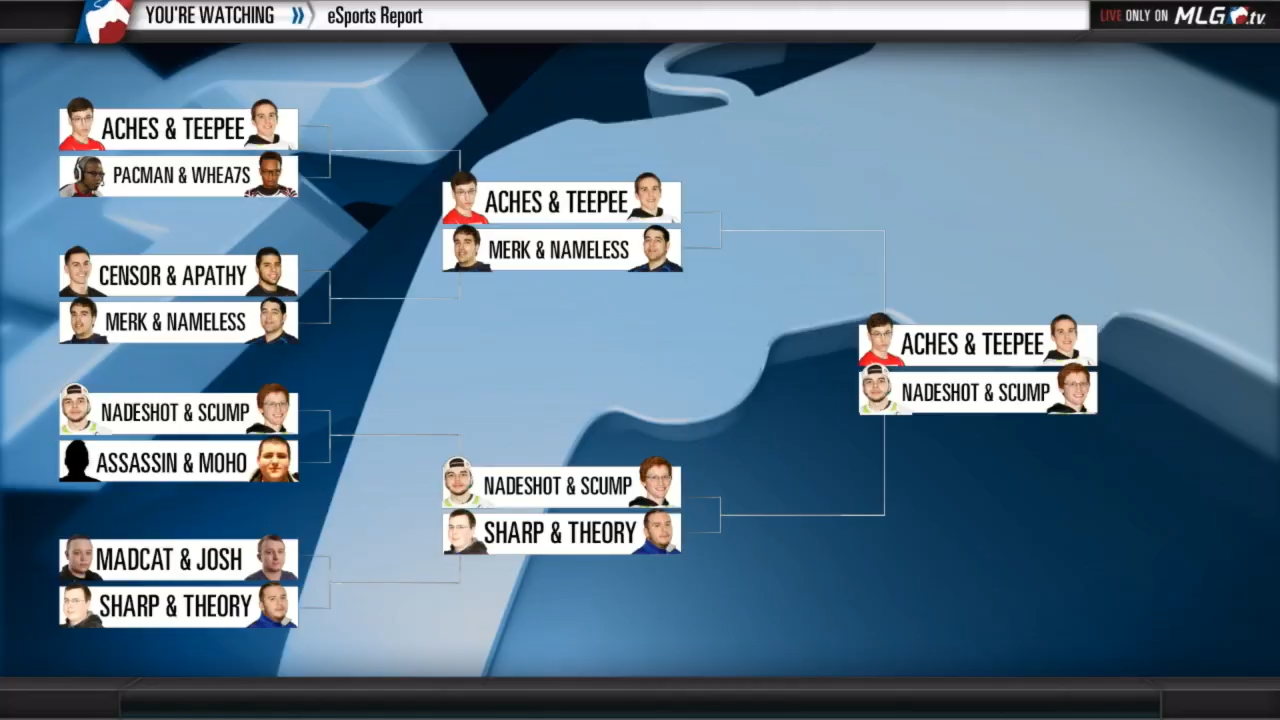 YOU'RE WATCHING
eSports Report
LIVE ONLY ON MLG.tv
ACHES & TEEPEE
PACMAN & WHEA7S
CENSOR & APATHY
MERK & NAMELESS
NADESHOT & SCUMP
ASSASSIN & MOHO
MADCAT & JOSH
SHARP & THEORY
ACHES & TEEPEE
MERK & NAMELESS
NADESHOT & SCUMP
SHARP & THEORY
ACHES & TEEPEE
NADESHOT & SCUMP